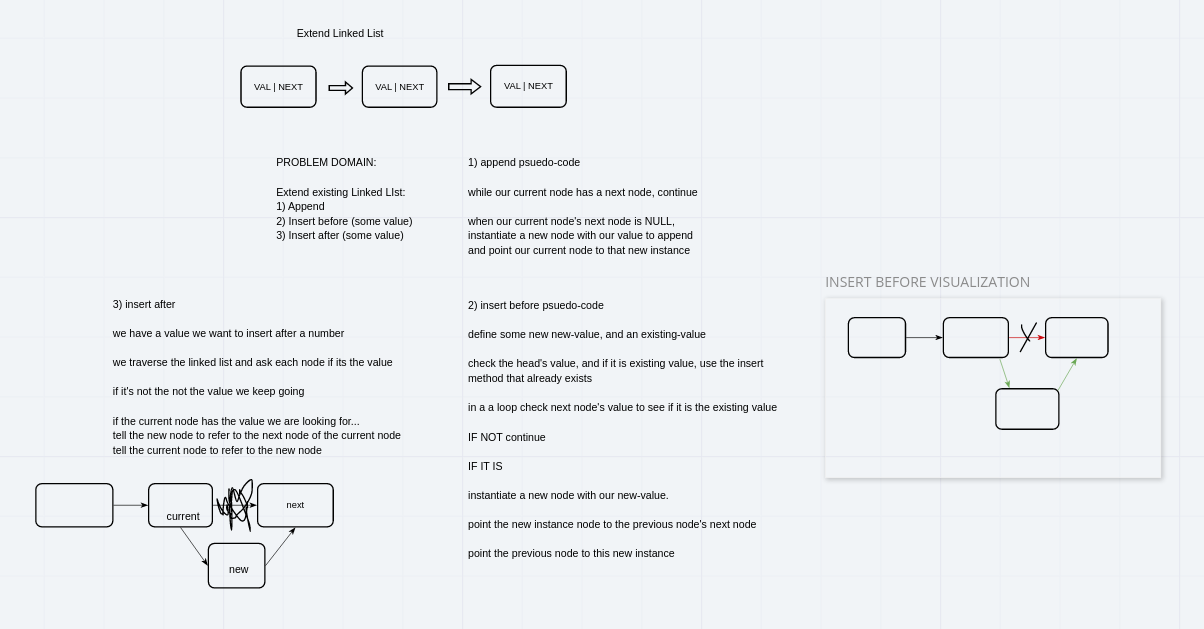 Extend Linked List
VAL | NEXT
VAL | NEXT
VAL | NEXT
PROBLEM DOMAIN:
Extend existing Linked LIst:
1) Append
2) Insert before (some value)
3) Insert after (some value)
1) append psuedo-code
while our current node has a next node, continue
when our current node's next node is NULL,
instantiate a new node with our value to append
and point our current node to that new instance
3) insert after
we have a value we want to insert after a number
we traverse the linked list and ask each node if its the value
if it's not the not the value we keep going
if the current node has the value we are looking for...
tell the new node to refer to the next node of the current node
tell the current node to refer to the new node
current
next
new
2) insert before psuedo-code
define some new new-value, and an existing-value
check the head's value, and if it is existing value, use the insert
method that already exists
in a a loop check next node's value to see if it is the existing value
IF NOT continue
IF IT IS
instantiate a new node with our new-value.
point the new instance node to the previous node's next node
point the previous node to this new instance
INSERT BEFORE VISUALIZATION